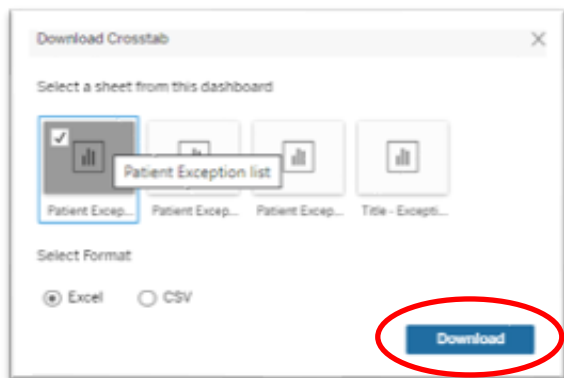 Download Crosstab
Select a sheet from this dashboard
Patient Exception list
Patient Excep... Patient Excep... Patient Excep... Title - Excepti...
Select Format
Excel CSV
Download